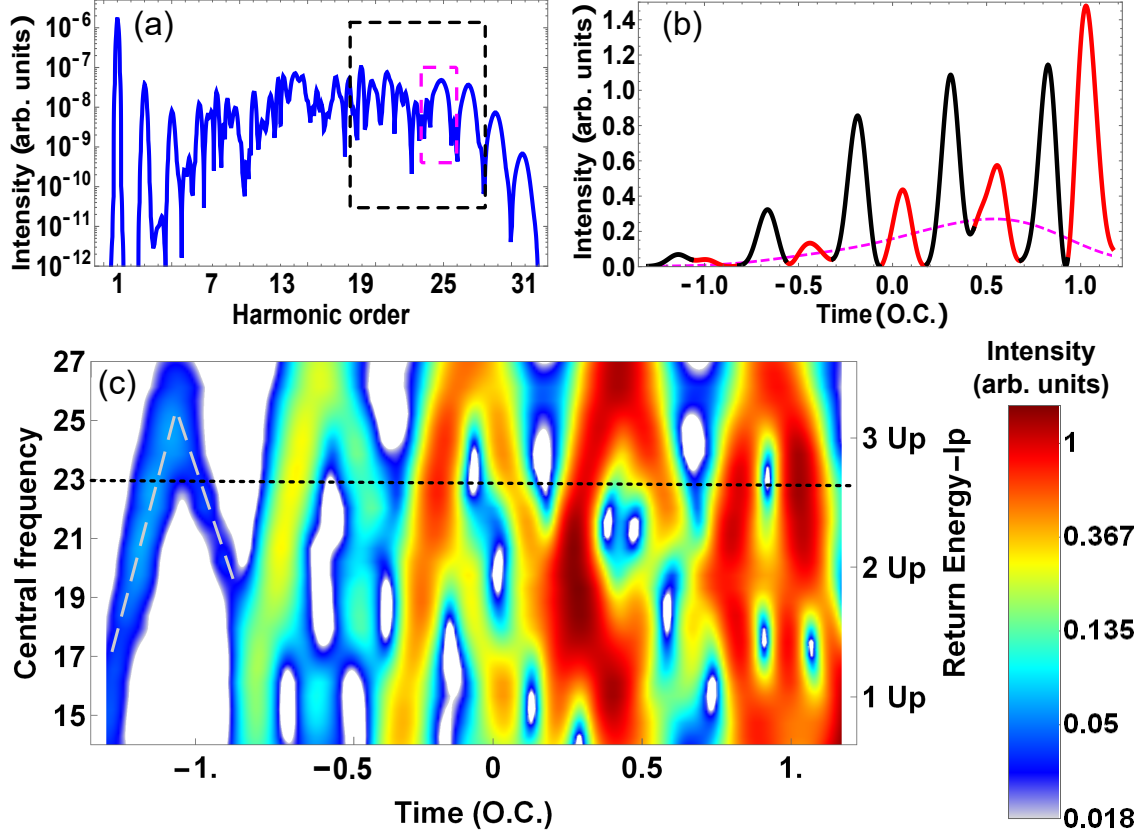 (a)
Intensity (arb. units)
10⁻⁶
10⁻⁷
10⁻⁸
10⁻⁹
10⁻¹⁰
10⁻¹¹
10⁻¹²
1 7 13 19 25 31
Harmonic order
(b)
Intensity (arb. units)
1.4
1.2
1.0
0.8
0.6
0.4
0.2
0.0
−1.0 −0.5 0.0 0.5 1.0
Time (O.C.)
(c)
Central frequency
27
25
23
21
19
17
15
−1. −0.5 0 0.5 1.
Time (O.C.)
3 Up
2 Up
1 Up
Return Energy−Ip
Intensity
(arb. units)
1
0.367
0.135
0.05
0.018